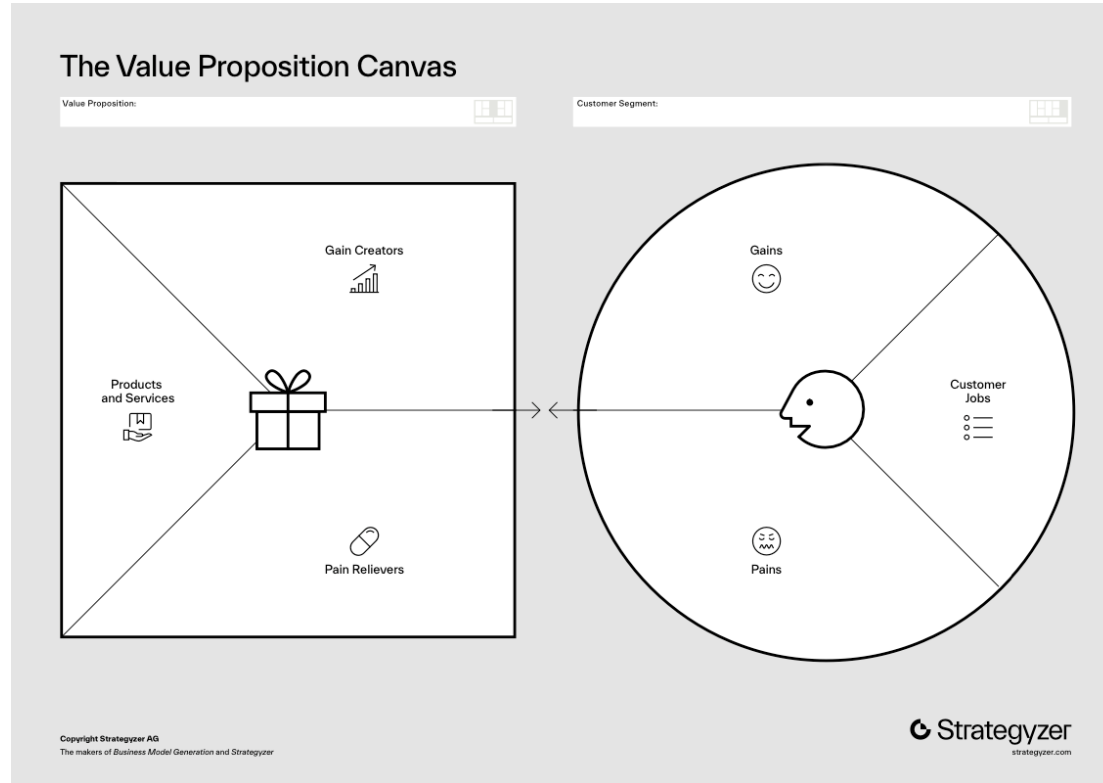 The Value Proposition Canvas
Value Proposition:
Customer Segment:
Gain Creators
Gains
Products
and Services
Customer
Jobs
Pain Relievers
Pains
Copyright Strategyzer AG
The makers of Business Model Generation and Strategyzer
Strategyzer
strategyzer.com